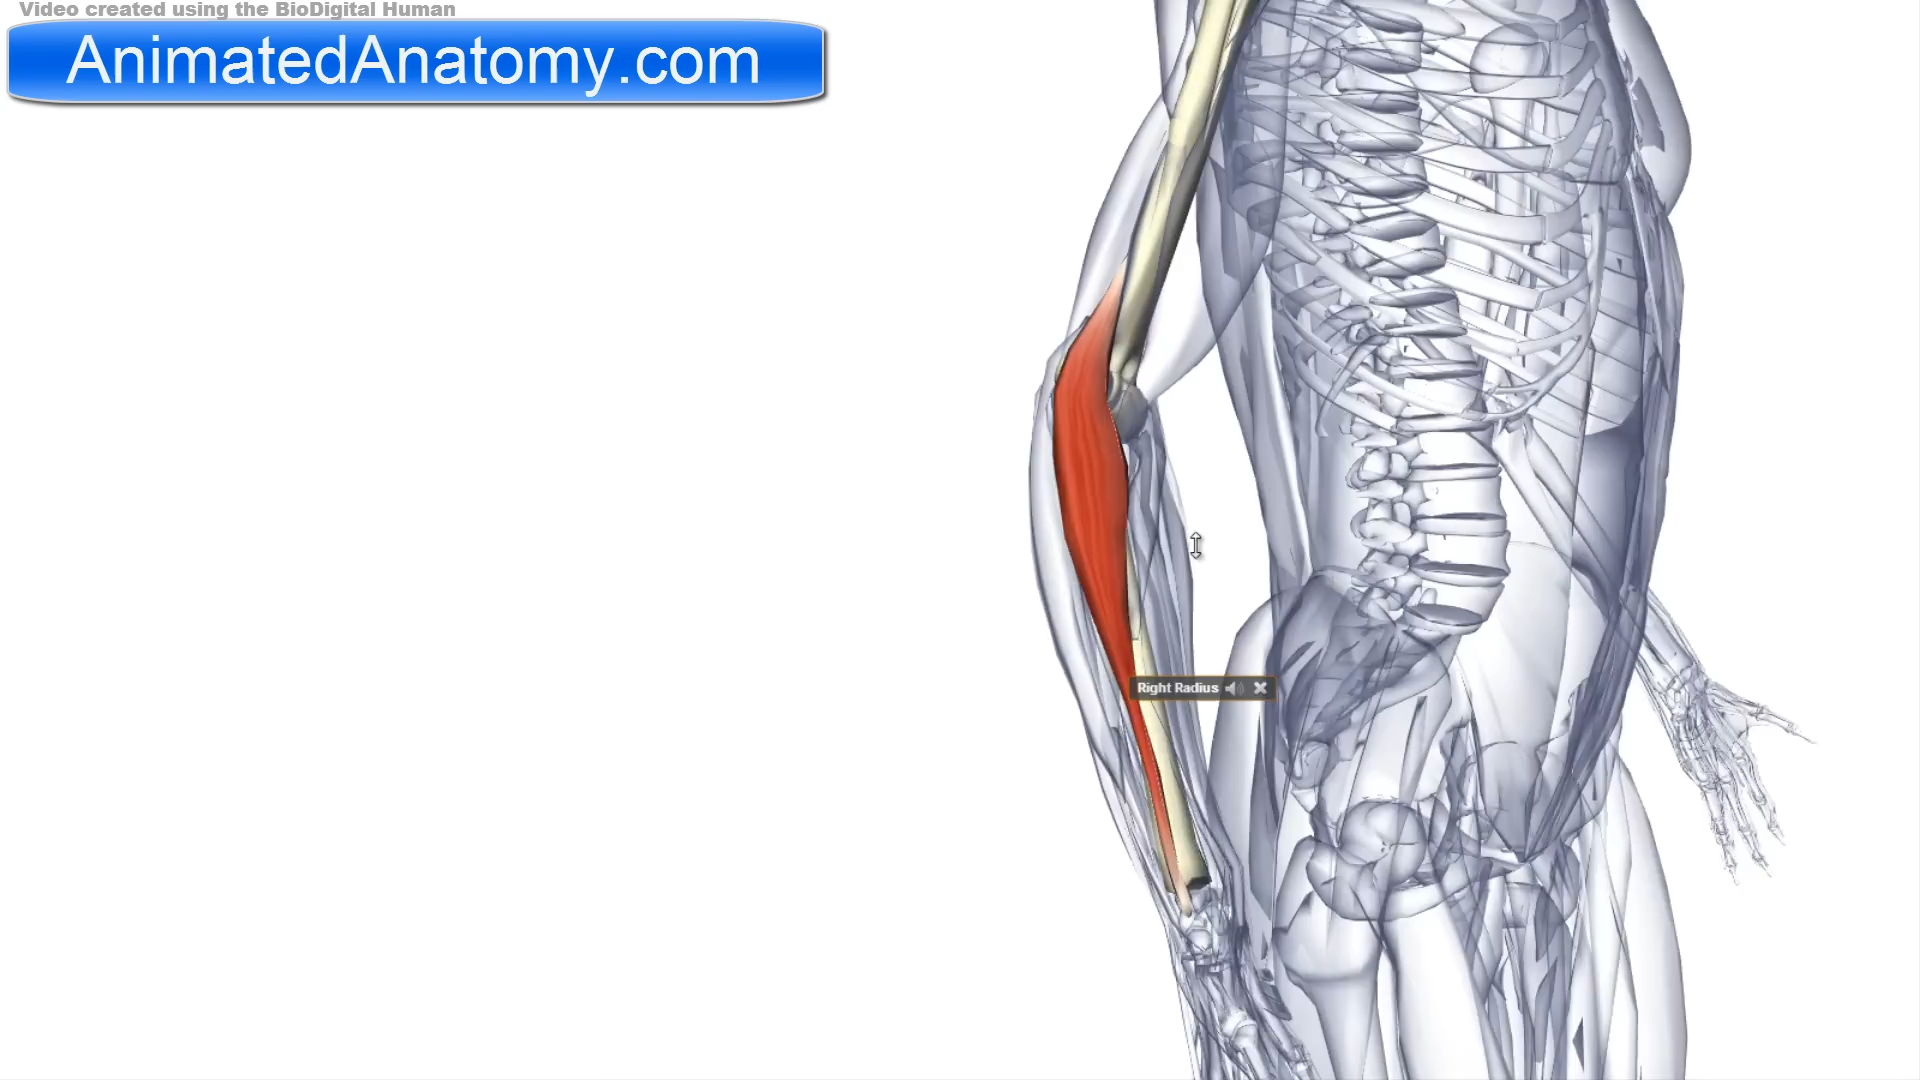 Video created using the BioDigital Human
AnimatedAnatomy.com
Right Radius